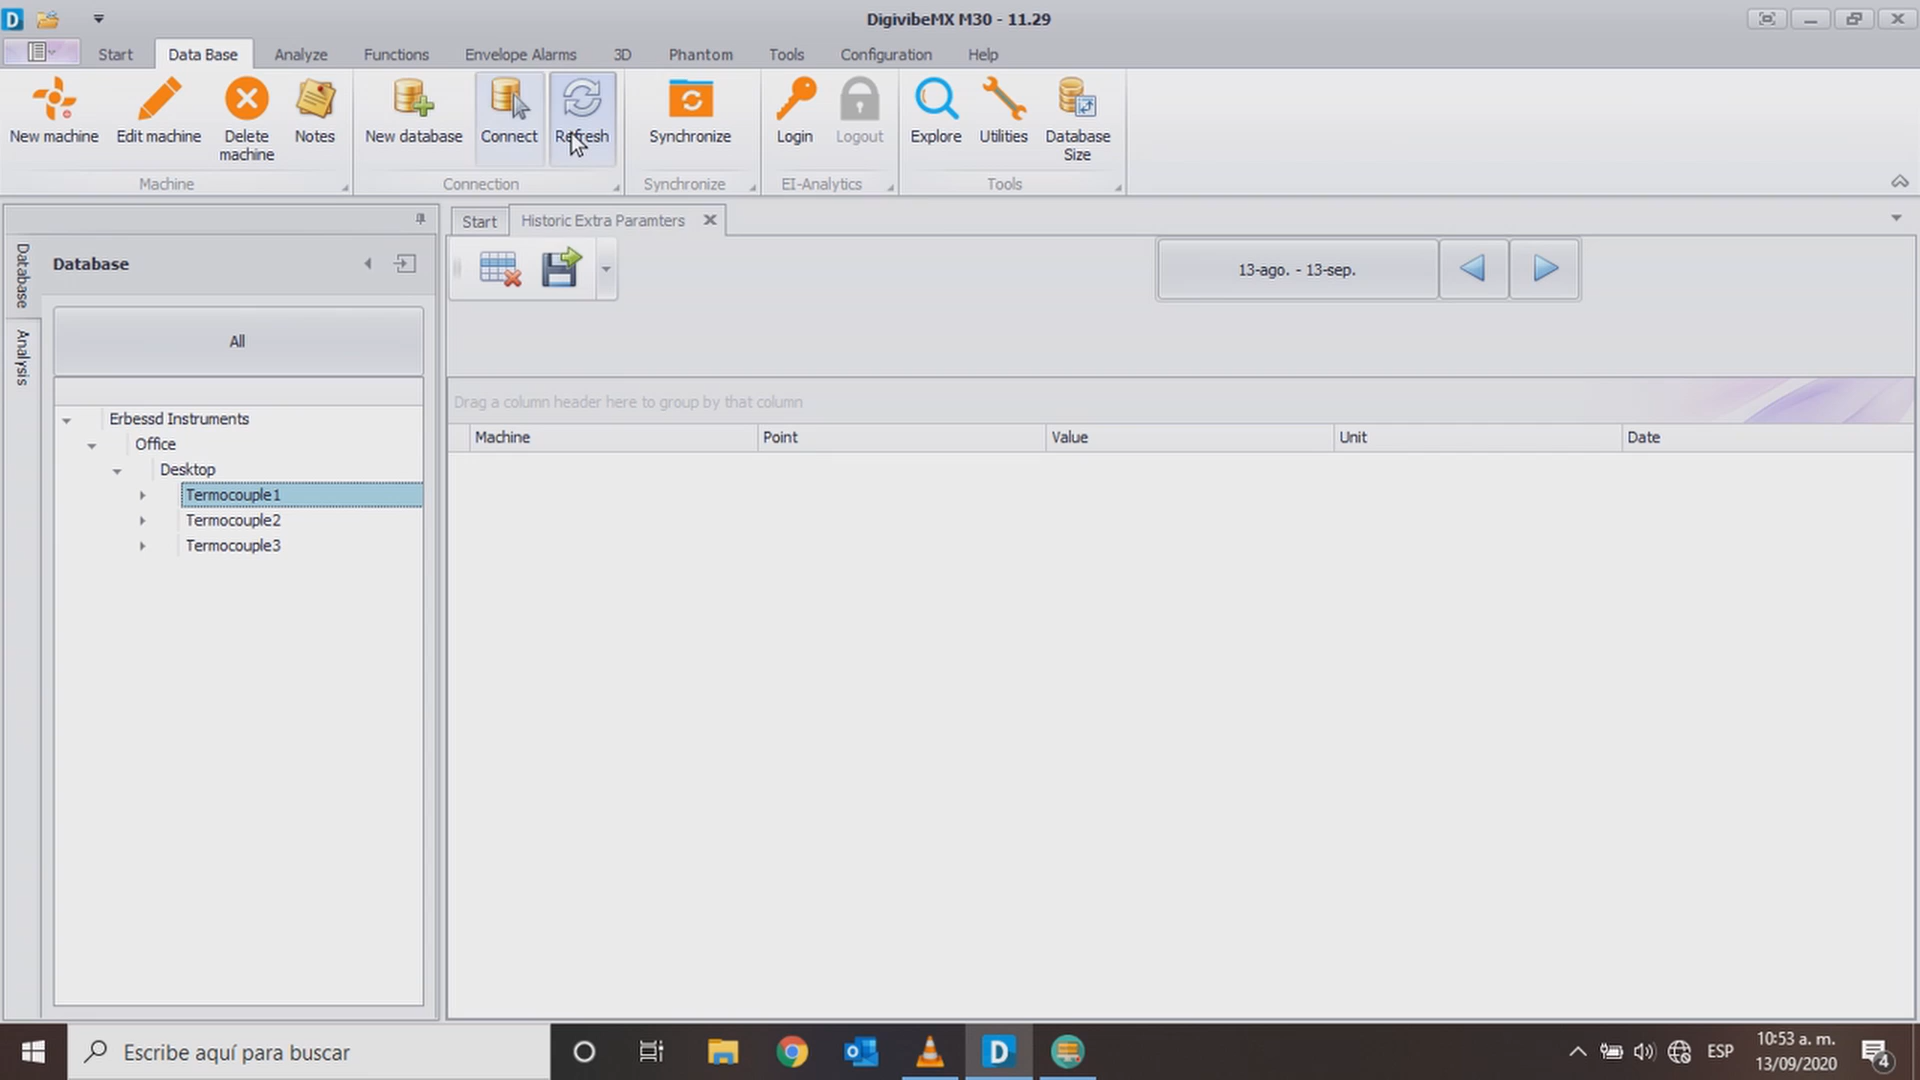 D
DigivibeMX M30 - 11.29
Start
Data Base
Analyze
Functions
Envelope Alarms
3D
Phantom
Tools
Configuration
Help
New machine
Edit machine
Delete
machine
Notes
New database
Connect
Refresh
Synchronize
Login
Logout
Explore
Utilities
Database
Size
Machine
Connection
Synchronize
EI-Analytics
Tools
Database
Analysis
Database
All
Erbessd Instruments
Office
Desktop
Termocouple1
Termocouple2
Termocouple3
Start
Historic Extra Paramters
13-ago. - 13-sep.
Drag a column header here to group by that column
Machine
Point
Value
Unit
Date
Escribe aquí para buscar
D
ESP
10:53 a. m.
13/09/2020
4